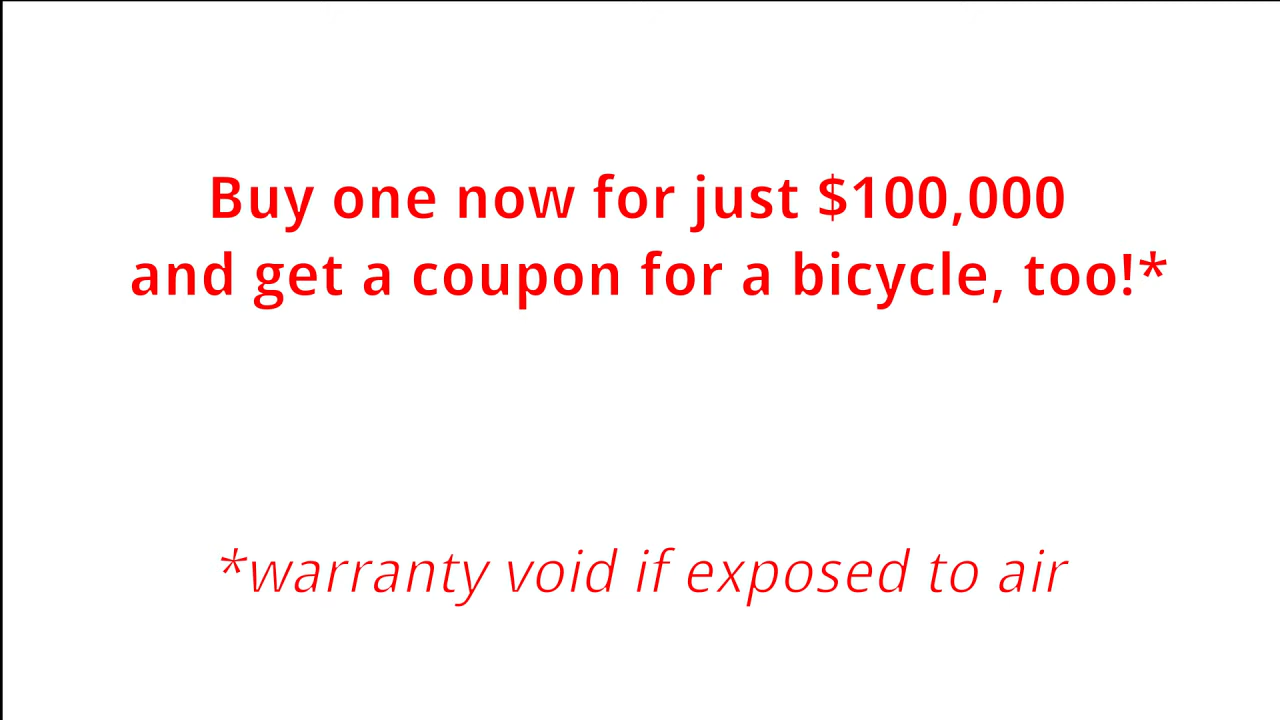 Buy one now for just $100,000
and get a coupon for a bicycle, too!*
*warranty void if exposed to air